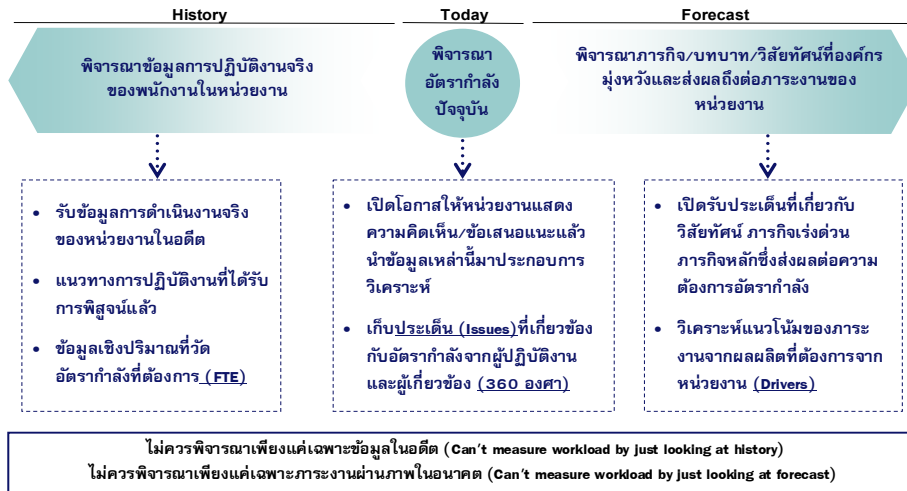 History
Today
Forecast
พิจารณาข้อมูลการปฏิบัติงานจริง
ของพนักงานในหน่วยงาน
พิจารณา
อัตรากำลัง
ปัจจุบัน
พิจารณาภารกิจ/บทบาท/วิสัยทัศน์ที่องค์กร
มุ่งหวังและส่งผลถึงต่อภาระงานของ
หน่วยงาน
• รับข้อมูลการดำเนินงานจริง
ของหน่วยงานในอดีต
• แนวทางการปฏิบัติงานที่ได้รับ
การพิสูจน์แล้ว
• ข้อมูลเชิงปริมาณที่วัด
อัตรากำลังที่ต้องการ (FTE)
• เปิดโอกาสให้หน่วยงานแสดง
ความคิดเห็น/ข้อเสนอแนะแล้ว
นำข้อมูลเหล่านี้มาประกอบการ
วิเคราะห์
• เก็บประเด็น (Issues)ที่เกี่ยวข้อง
กับอัตรากำลังจากผู้ปฏิบัติงาน
และผู้เกี่ยวข้อง (360 องศา)
• เปิดรับประเด็นที่เกี่ยวกับ
วิสัยทัศน์ ภารกิจเร่งด่วน
ภารกิจหลักซึ่งส่งผลต่อความ
ต้องการอัตรากำลัง
• วิเคราะห์แนวโน้มของภาระ
งานจากผลผลิตที่ต้องการจาก
หน่วยงาน (Drivers)
ไม่ควรพิจารณาเพียงแค่เฉพาะข้อมูลในอดีต (Can't measure workload by just looking at history)
ไม่ควรพิจารณาเพียงแค่เฉพาะภาระงานผ่านภาพในอนาคต (Can't measure workload by just looking at forecast)